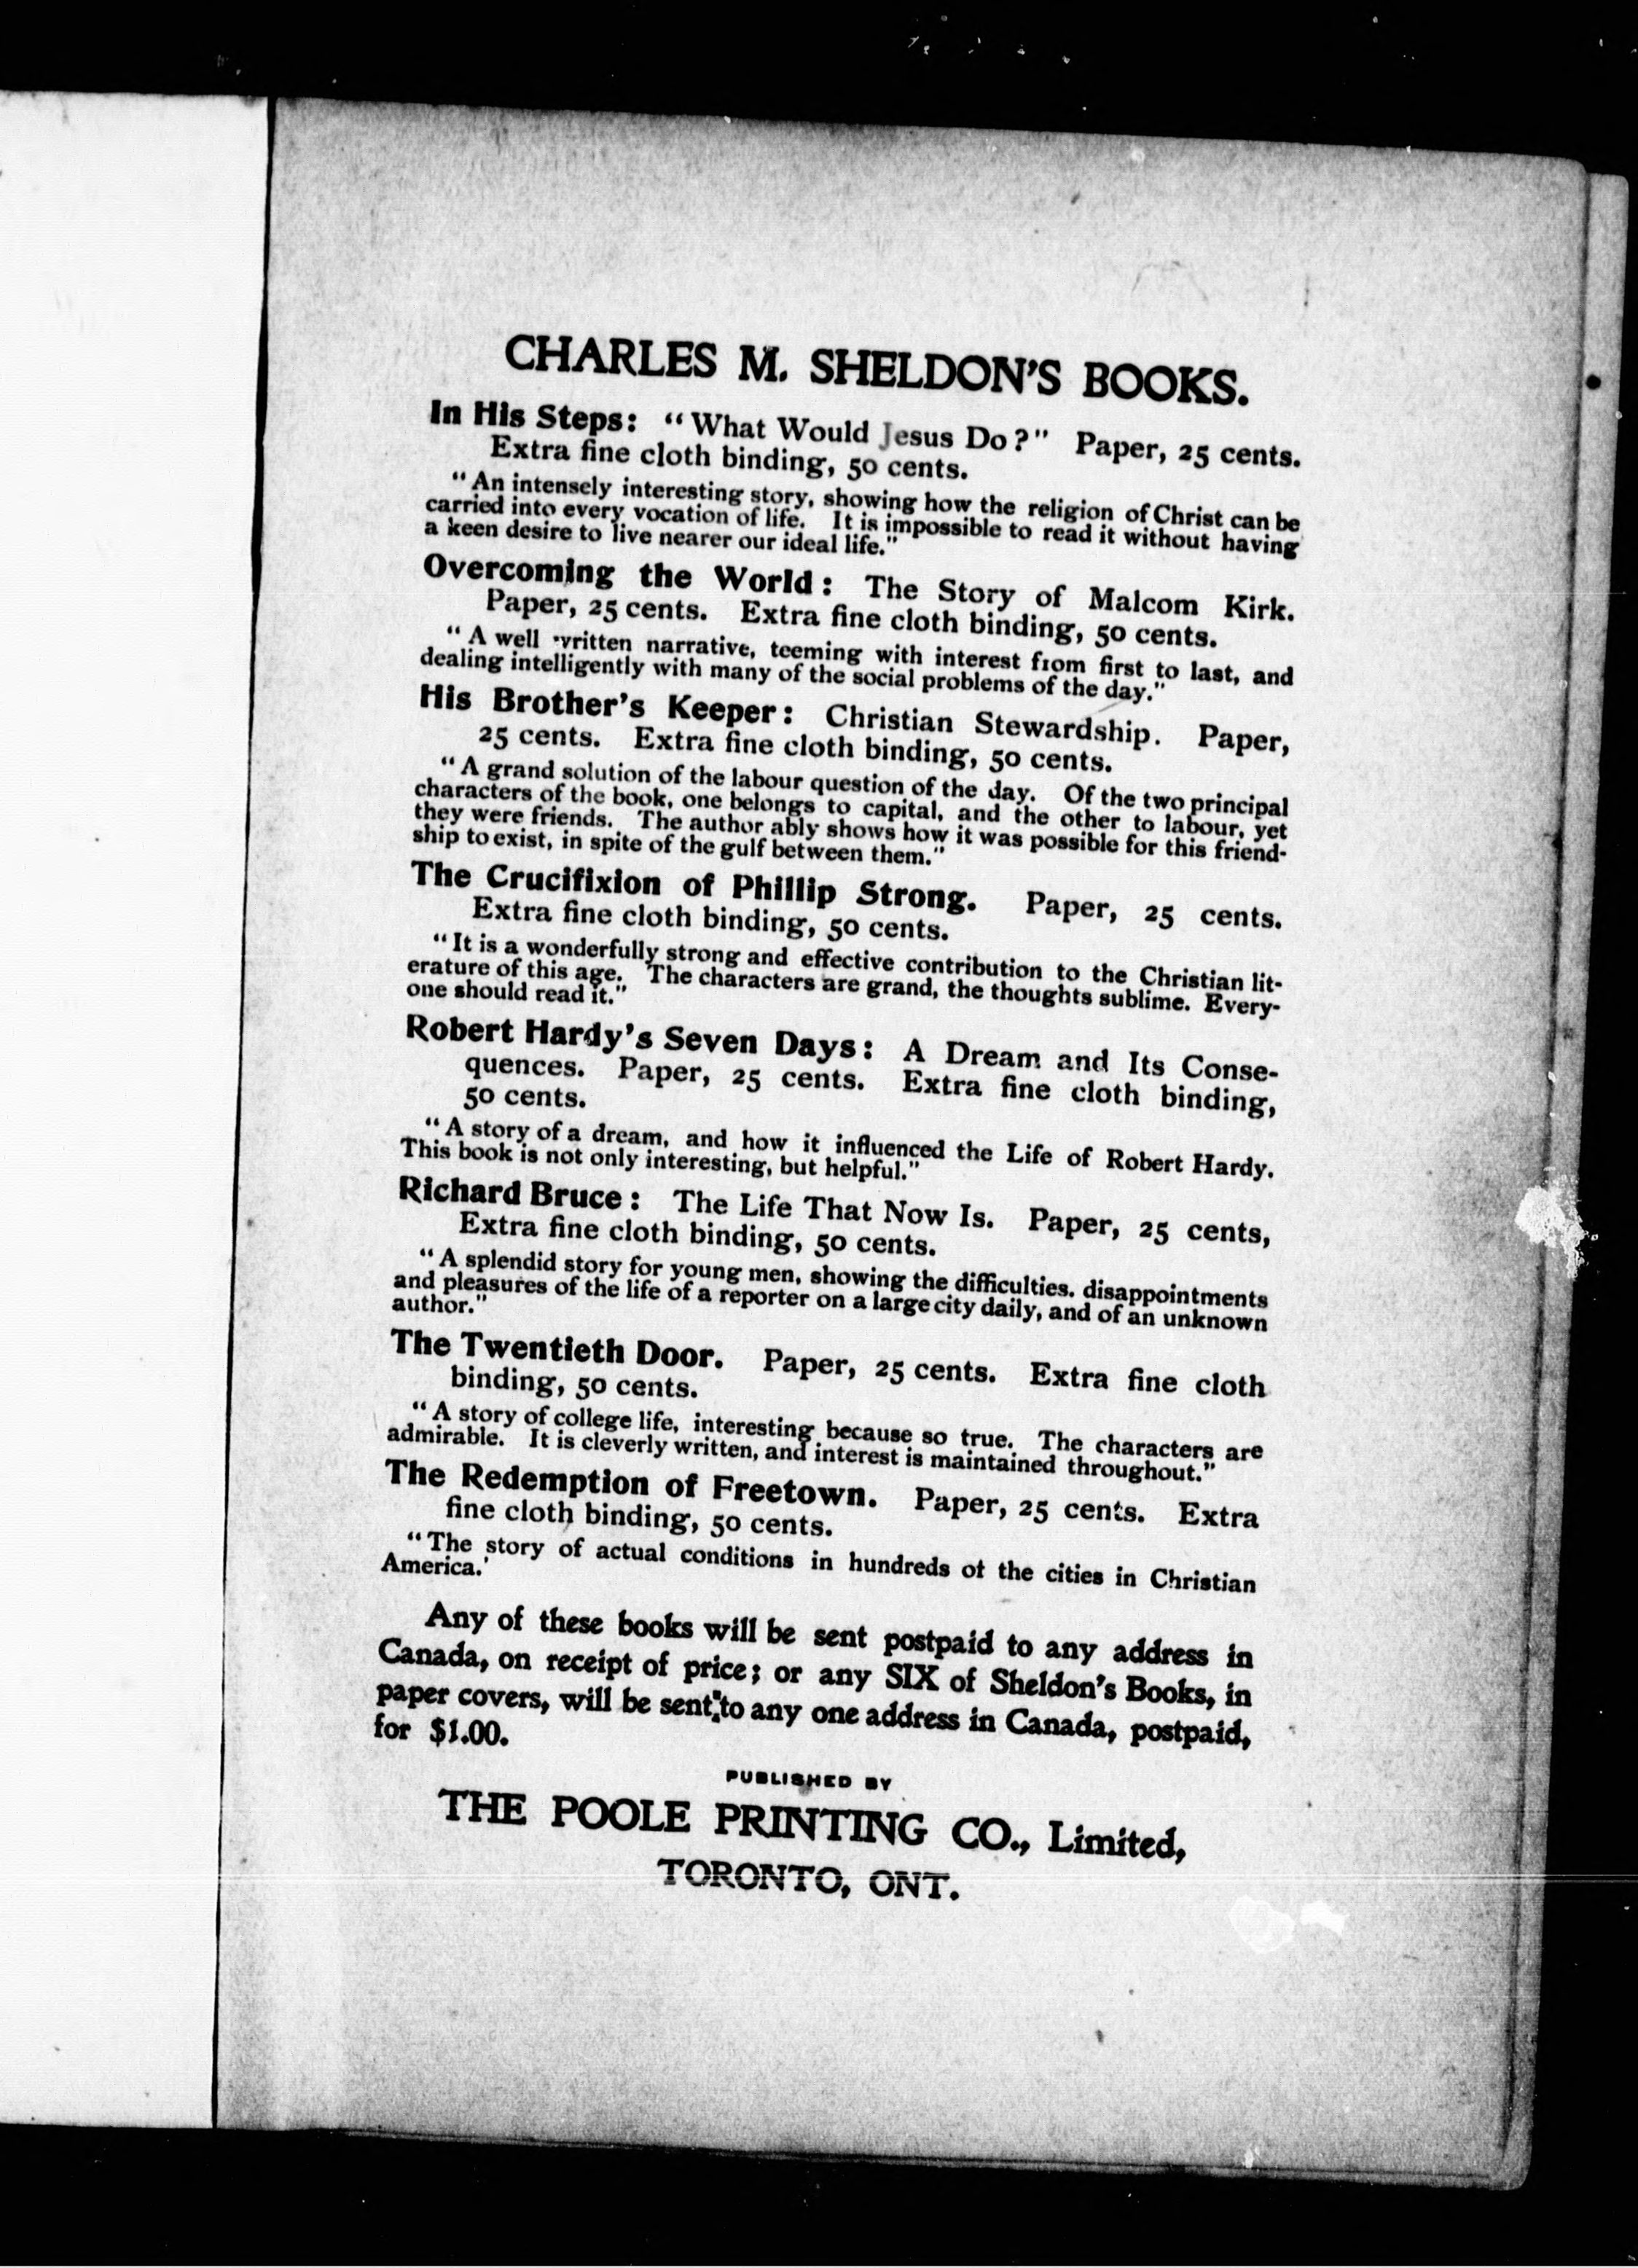 CHARLES M. SHELDON'S BOOKS.
In His Steps: "What Would Jesus Do?" Paper, 25 cents.
Extra fine cloth binding, 50 cents.
"An intensely interesting story, showing how the religion of Christ can be
carried into every vocation of life. It is impossible to read it without having
a keen desire to live nearer our ideal life."
Overcoming the World: The Story of Malcom Kirk.
Paper, 25 cents. Extra fine cloth binding, 50 cents.
"A well written narrative, teeming with interest from first to last, and
dealing intelligently with many of the social problems of the day."
His Brother's Keeper: Christian Stewardship. Paper,
25 cents. Extra fine cloth binding, 50 cents.
"A grand solution of the labour question of the day. Of the two principal
characters of the book, one belongs to capital, and the other to labour, yet
they were friends. The author ably shows how it was possible for this friend-
ship to exist, in spite of the gulf between them."
The Crucifixion of Phillip Strong. Paper, 25 cents.
Extra fine cloth binding, 50 cents.
"It is a wonderfully strong and effective contribution to the Christian lit-
erature of this age. The characters are grand, the thoughts sublime. Every-
one should read it."
Robert Hardy's Seven Days: A Dream and Its Conse-
quences. Paper, 25 cents. Extra fine cloth binding,
50 cents.
"A story of a dream, and how it influenced the Life of Robert Hardy.
This book is not only interesting, but helpful."
Richard Bruce: The Life That Now Is. Paper, 25 cents,
Extra fine cloth binding, 50 cents.
"A splendid story for young men, showing the difficulties. disappointments
and pleasures of the life of a reporter on a large city daily, and of an unknown
author."
The Twentieth Door. Paper, 25 cents. Extra fine cloth
binding, 50 cents.
"A story of college life, interesting because so true. The characters are
admirable. It is cleverly written, and interest is maintained throughout."
The Redemption of Freetown. Paper, 25 cents. Extra
fine cloth binding, 50 cents.
"The story of actual conditions in hundreds of the cities in Christian
America.'
Any of these books will be sent postpaid to any address in
Canada, on receipt of price; or any SIX of Sheldon's Books, in
paper covers, will be sent to any one address in Canada, postpaid,
for $1.00.
PUBLISHED BY
THE POOLE PRINTING CO., Limited,
TORONTO, ONT.